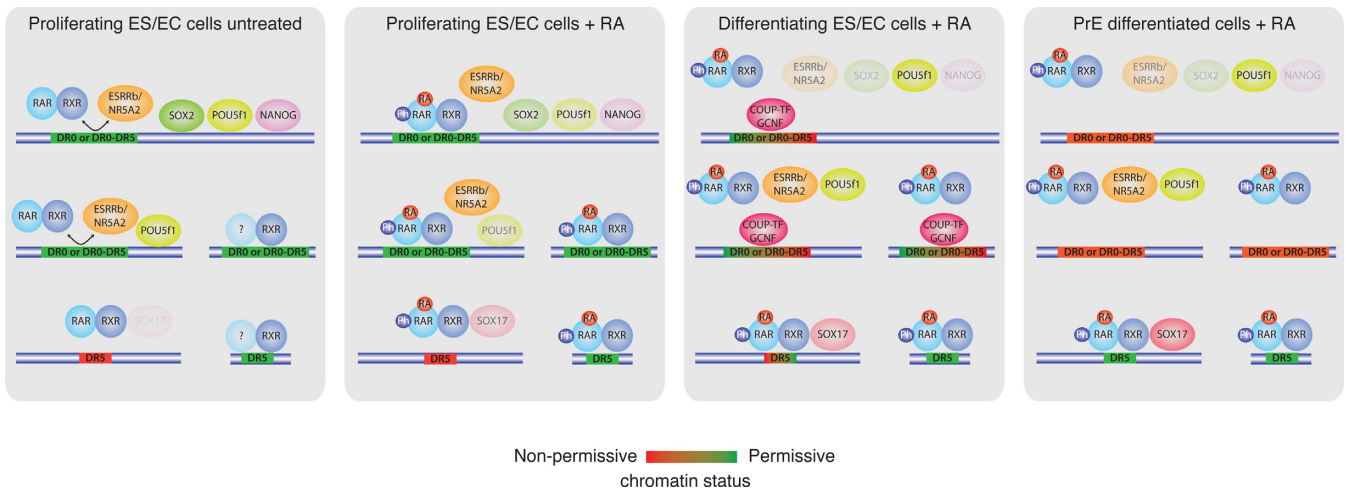 Proliferating ES/EC cells untreated
RAR RXR ESRRb/
NR5A2 SOX2 POU5f1 NANOG
DR0 or DR0-DR5
RAR RXR ESRRb/
NR5A2 POU5f1
? RXR
DR0 or DR0-DR5 DR0 or DR0-DR5
RAR RXR SOX17
? RXR
DR5 DR5
Proliferating ES/EC cells + RA
ESRRb/
NR5A2
RA
Ph RAR RXR SOX2 POU5f1 NANOG
DR0 or DR0-DR5
ESRRb/
NR5A2
RA RA
Ph RAR RXR POU5f1 Ph RAR RXR
DR0 or DR0-DR5 DR0 or DR0-DR5
RA
Ph RAR RXR SOX17
RA
Ph RAR RXR
DR5 DR5
Differentiating ES/EC cells + RA
RA
Ph RAR RXR ESRRb/
NR5A2 SOX2 POU5f1 NANOG
COUP-TF
GCNF
DR0 or DR0-DR5
RA RA
Ph RAR RXR ESRRb/
NR5A2 POU5f1 Ph RAR RXR
COUP-TF COUP-TF
GCNF GCNF
DR0 or DR0-DR5 DR0 or DR0-DR5
RA RA
Ph RAR RXR SOX17 Ph RAR RXR
DR5 DR5
PrE differentiated cells + RA
RA
Ph RAR RXR ESRRb/
NR5A2 SOX2 POU5f1 NANOG
DR0 or DR0-DR5
RA RA
Ph RAR RXR ESRRb/
NR5A2 POU5f1 Ph RAR RXR
DR0 or DR0-DR5 DR0 or DR0-DR5
RA RA
Ph RAR RXR SOX17 Ph RAR RXR
DR5 DR5
Non-permissive Permissive
chromatin status